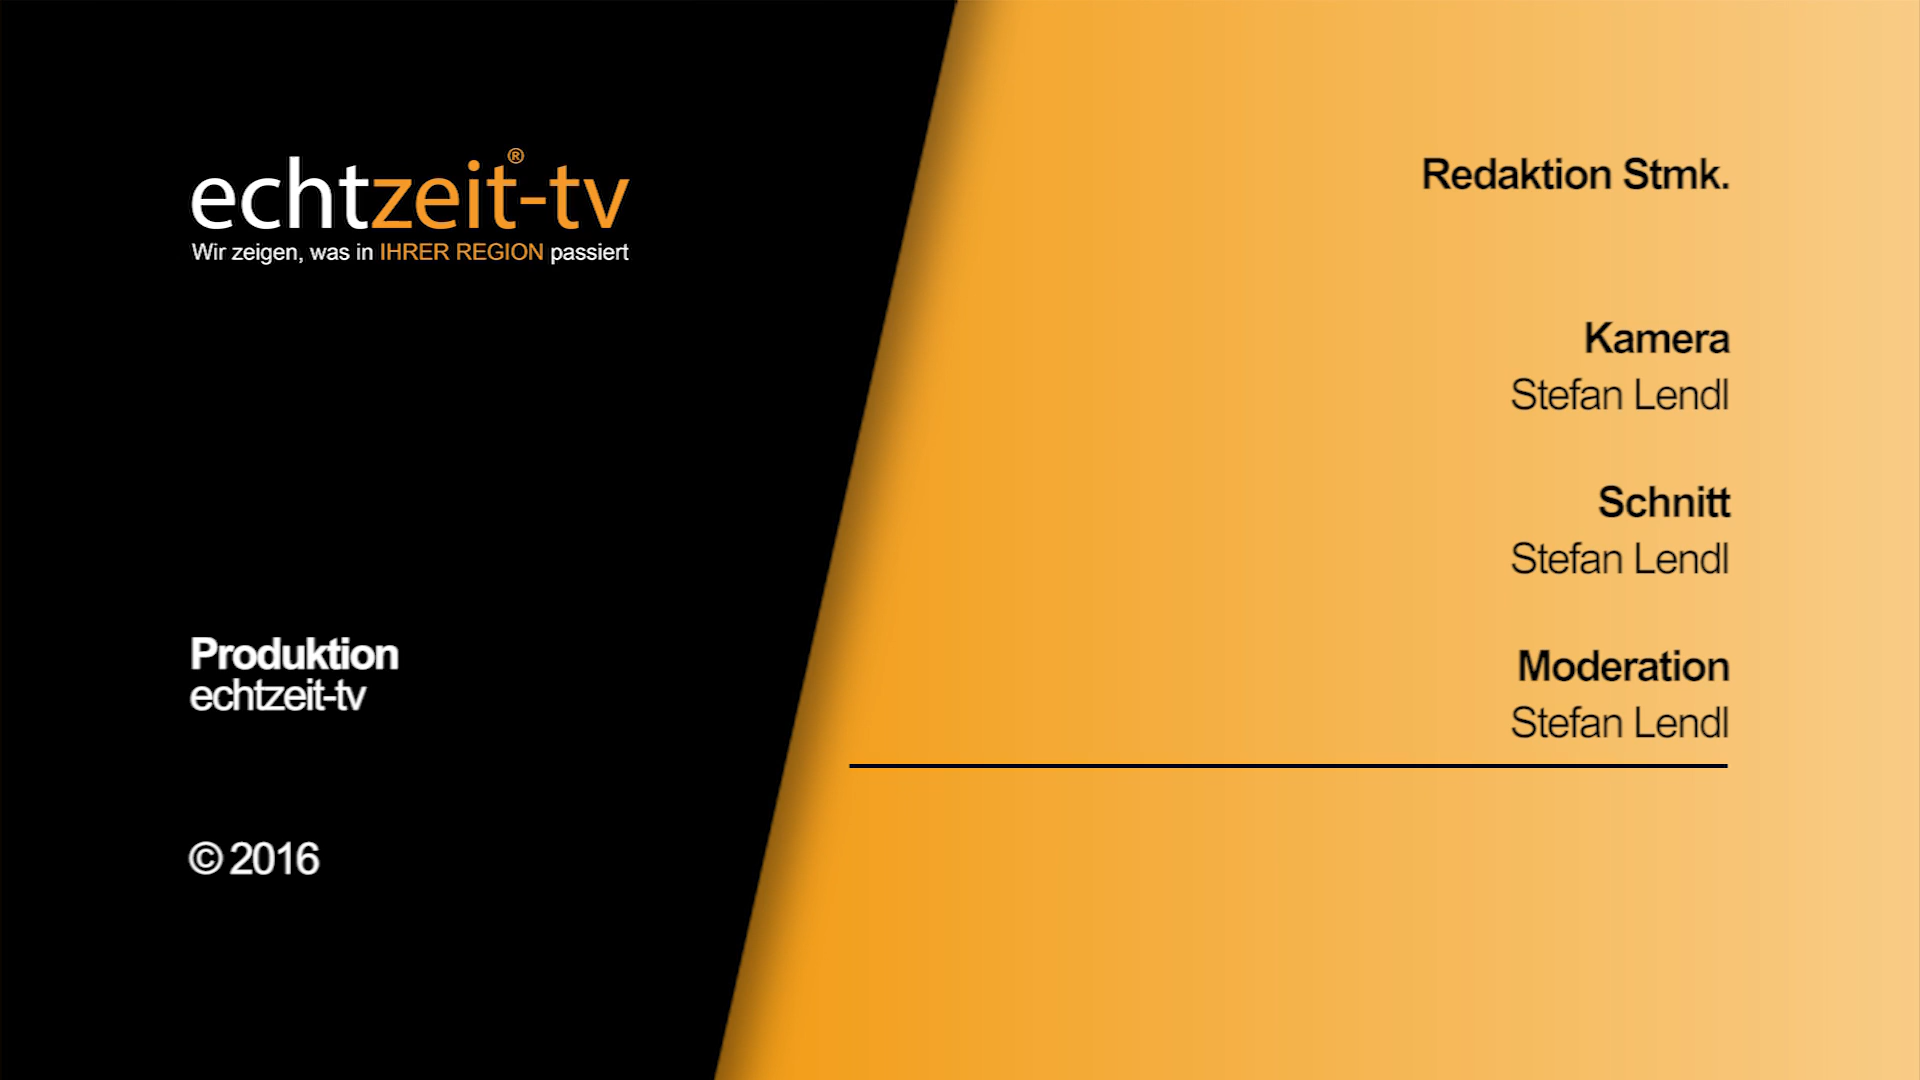 echtzeit-tv®
Wir zeigen, was in IHRER REGION passiert
Produktion
echtzeit-tv
© 2016
Redaktion Stmk.
Kamera
Stefan Lendl
Schnitt
Stefan Lendl
Moderation
Stefan Lendl